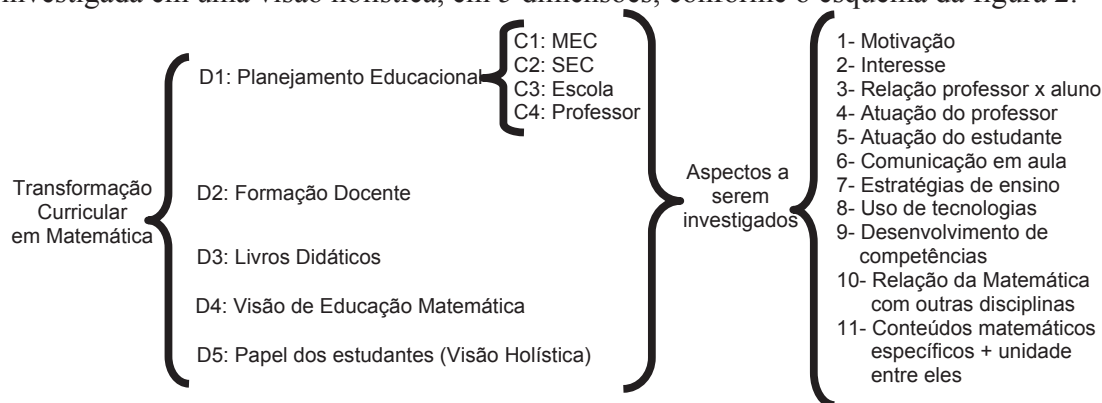 investigada em uma visão holística, em 5 dimensões, conforme o esquema da figura 2.
Transformação
Curricular
em Matemática
D1: Planejamento Educacional
C1: MEC
C2: SEC
C3: Escola
C4: Professor
D2: Formação Docente
D3: Livros Didáticos
D4: Visão de Educação Matemática
D5: Papel dos estudantes (Visão Holística)
Aspectos a
serem
investigados
1- Motivação
2- Interesse
3- Relação professor x aluno
4- Atuação do professor
5- Atuação do estudante
6- Comunicação em aula
7- Estratégias de ensino
8- Uso de tecnologias
9- Desenvolvimento de
competências
10- Relação da Matemática
com outras disciplinas
11- Conteúdos matemáticos
específicos + unidade
entre eles